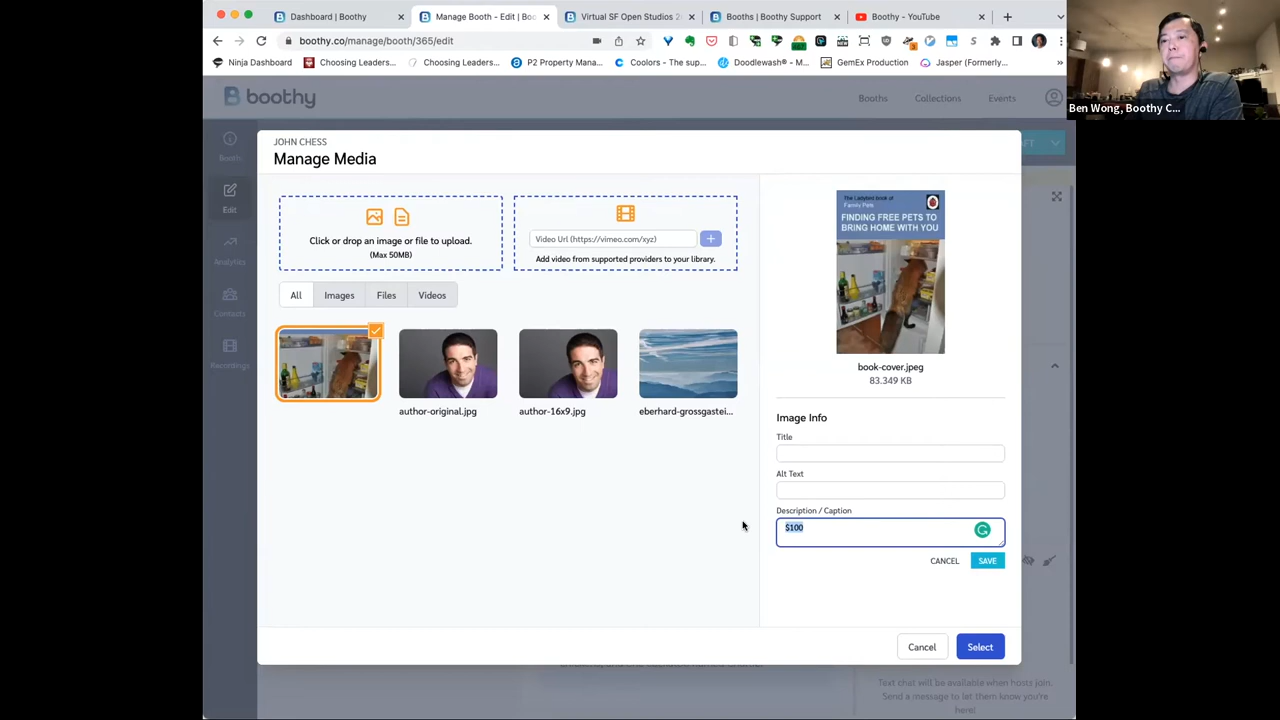 Dashboard | Boothy
Manage Booth - Edit | Boo
Virtual SF Open Studios 2
Booths | Boothy Support
Boothy - YouTube
boothy.co/manage/booth/365/edit
Ninja Dashboard
Choosing Leaders...
Choosing Leaders...
P2 Property Mana...
Coolors - The sup...
Doodlewash® - M...
GemEx Production
Jasper (Formerly...
Ben Wong, Boothy C...
boothy
Booths
Collections
Events
Booth
Edit
Analytics
Contacts
Recordings
JOHN CHESS
Manage Media
Click or drop an image or file to upload.
(Max 50MB)
Video Url (https://vimeo.com/xyz)
Add video from supported providers to your library.
All
Images
Files
Videos
author-original.jpg
author-16x9.jpg
eberhard-grossgastei...
The Ladybird book of
Family Pets
FINDING FREE PETS TO
BRING HOME WITH YOU
book-cover.jpeg
83.349 KB
Image Info
Title
Alt Text
Description / Caption
$100
CANCEL
SAVE
Cancel
Select
Text chat will be available when hosts join.
Send a message to let them know you're
here!